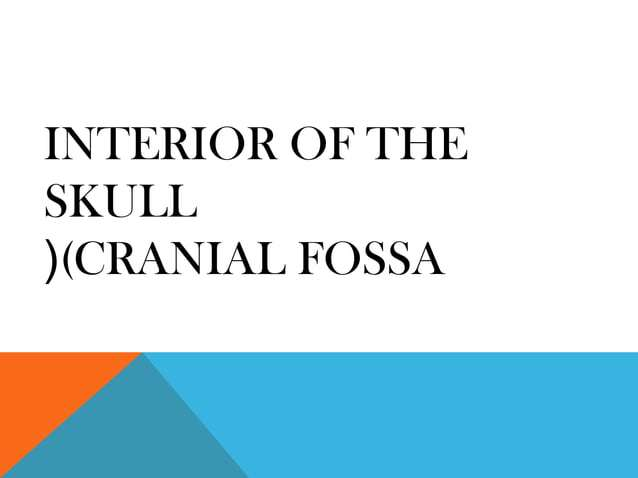 INTERIOR OF THE
SKULL
)(CRANIAL FOSSA